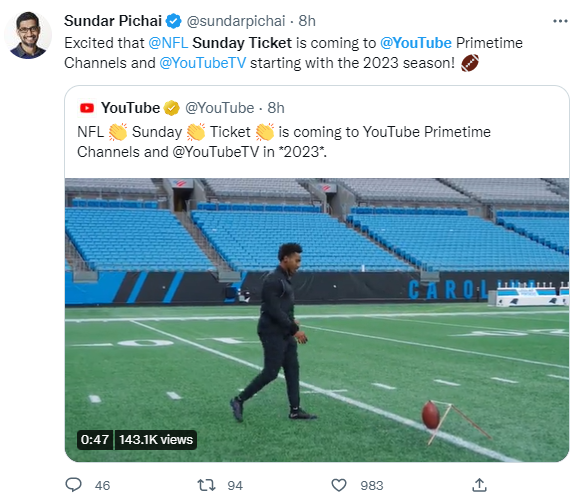 Sundar Pichai @sundarpichai · 8h
Excited that @NFL Sunday Ticket is coming to @YouTube Primetime
Channels and @YouTubeTV starting with the 2023 season! 🏈
YouTube @YouTube · 8h
NFL 👏 Sunday 👏 Ticket 👏 is coming to YouTube Primetime
Channels and @YouTubeTV in *2023*.
CAROL
0:47 143.1K views
46 94 983